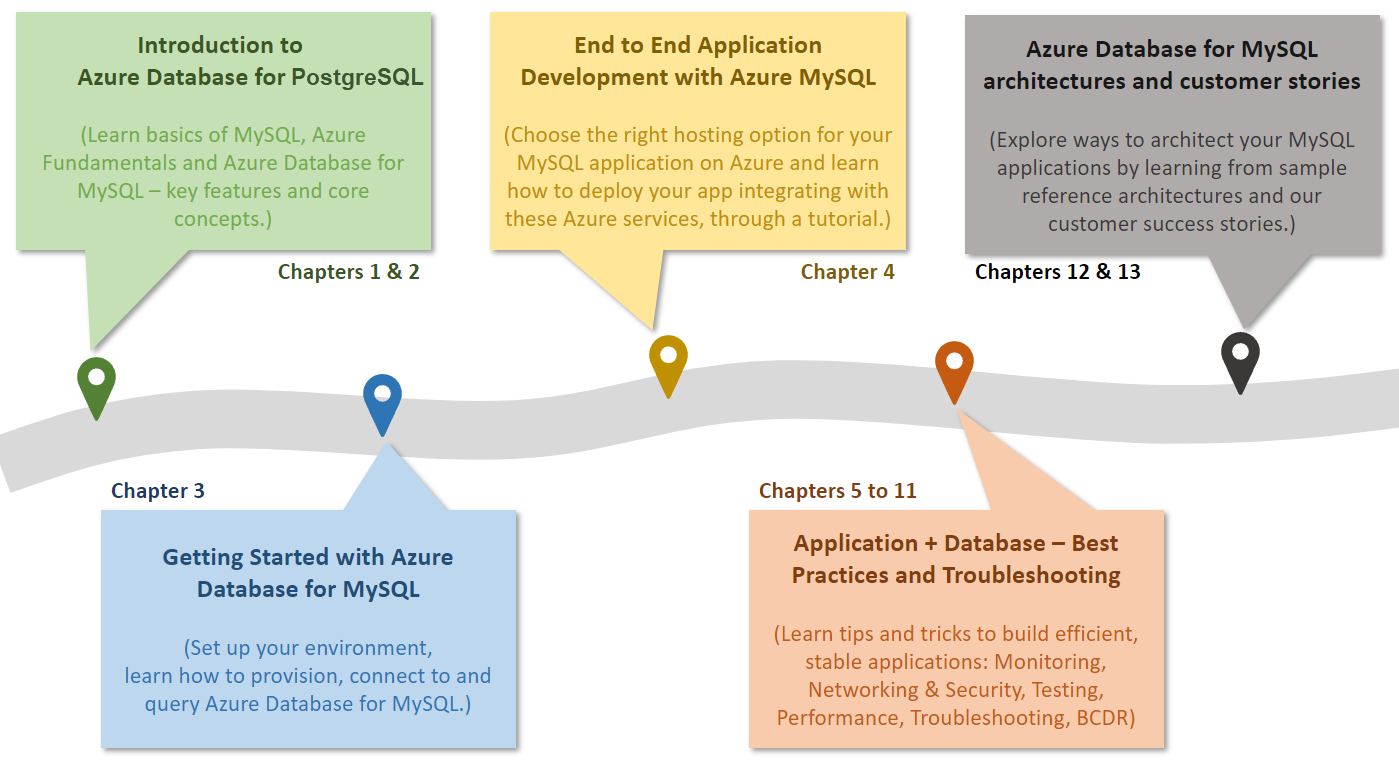 Introduction to
Azure Database for PostgreSQL
(Learn basics of MySQL, Azure
Fundamentals and Azure Database for
MySQL – key features and core
concepts.)
Chapters 1 & 2
End to End Application
Development with Azure MySQL
(Choose the right hosting option for your
MySQL application on Azure and learn
how to deploy your app integrating with
these Azure services, through a tutorial.)
Chapter 4
Azure Database for MySQL
architectures and customer stories
(Explore ways to architect your MySQL
applications by learning from sample
reference architectures and our
customer success stories.)
Chapters 12 & 13
Chapter 3
Getting Started with Azure
Database for MySQL
(Set up your environment,
learn how to provision, connect to and
query Azure Database for MySQL.)
Chapters 5 to 11
Application + Database – Best
Practices and Troubleshooting
(Learn tips and tricks to build efficient,
stable applications: Monitoring,
Networking & Security, Testing,
Performance, Troubleshooting, BCDR)